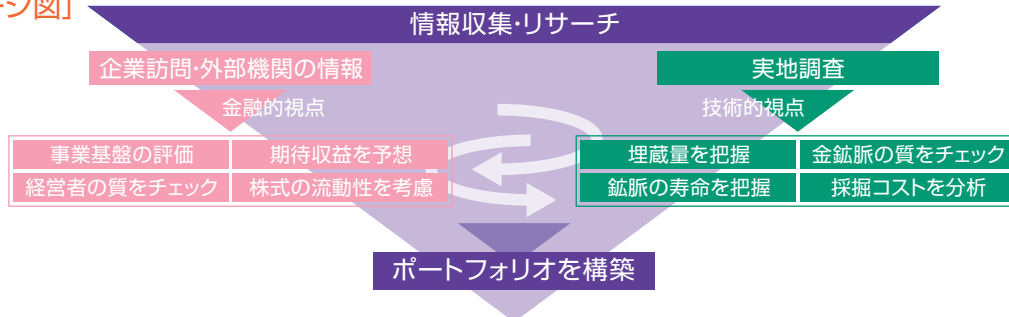 ージ図」
情報収集・リサーチ
企業訪問・外部機関の情報
金融的視点
事業基盤の評価
期待収益を予想
経営者の質をチェック
株式の流動性を考慮
実地調査
技術的視点
埋蔵量を把握
金鉱脈の質をチェック
鉱脈の寿命を把握
採掘コストを分析
ポートフォリオを構築